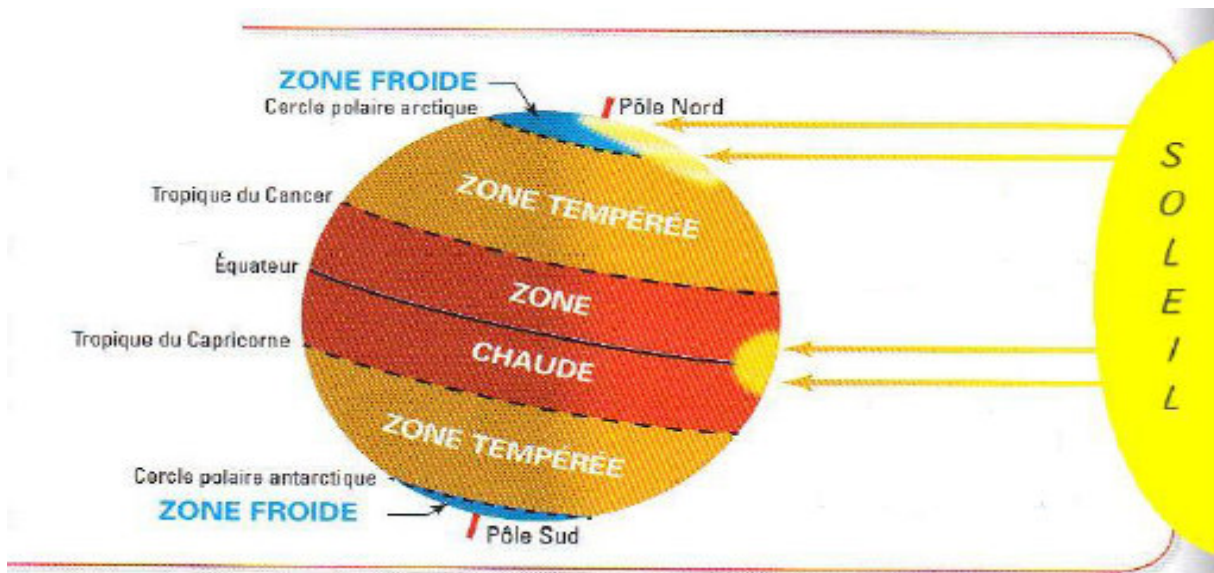 ZONE FROIDE
Cercle polaire arctique
Pôle Nord
Tropique du Cancer
ZONE TEMPÉRÉE
Équateur
ZONE
Tropique du Capricorne
CHAUDE
ZONE TEMPÉRÉE
Cercle polaire antarctique
ZONE FROIDE
Pôle Sud
SOLEIL